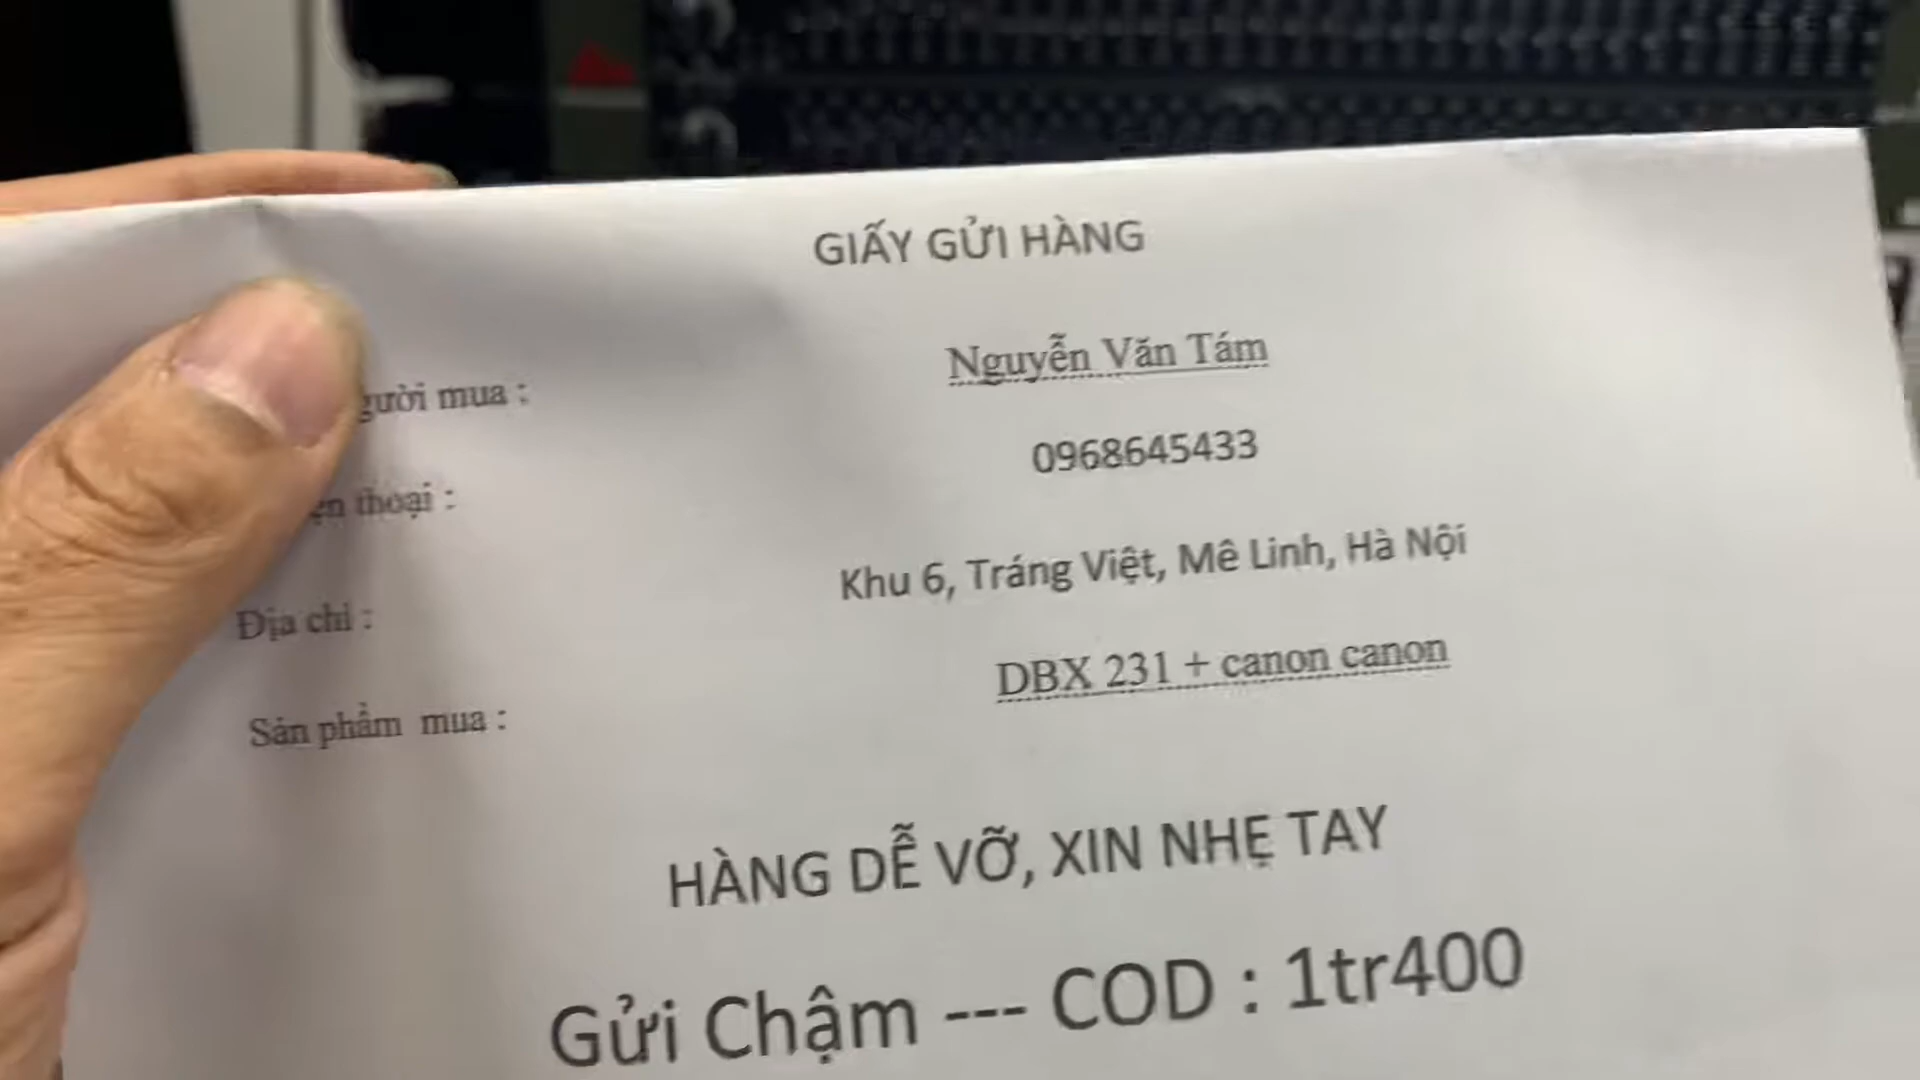 GIẤY GỬI HÀNG
gười mua : Nguyễn Văn Tám
ện thoại : 0968645433
Địa chỉ : Khu 6, Tráng Việt, Mê Linh, Hà Nội
Sản phẩm mua : DBX 231 + canon canon
HÀNG DỄ VỠ, XIN NHẸ TAY
Gửi Chậm --- COD : 1tr400